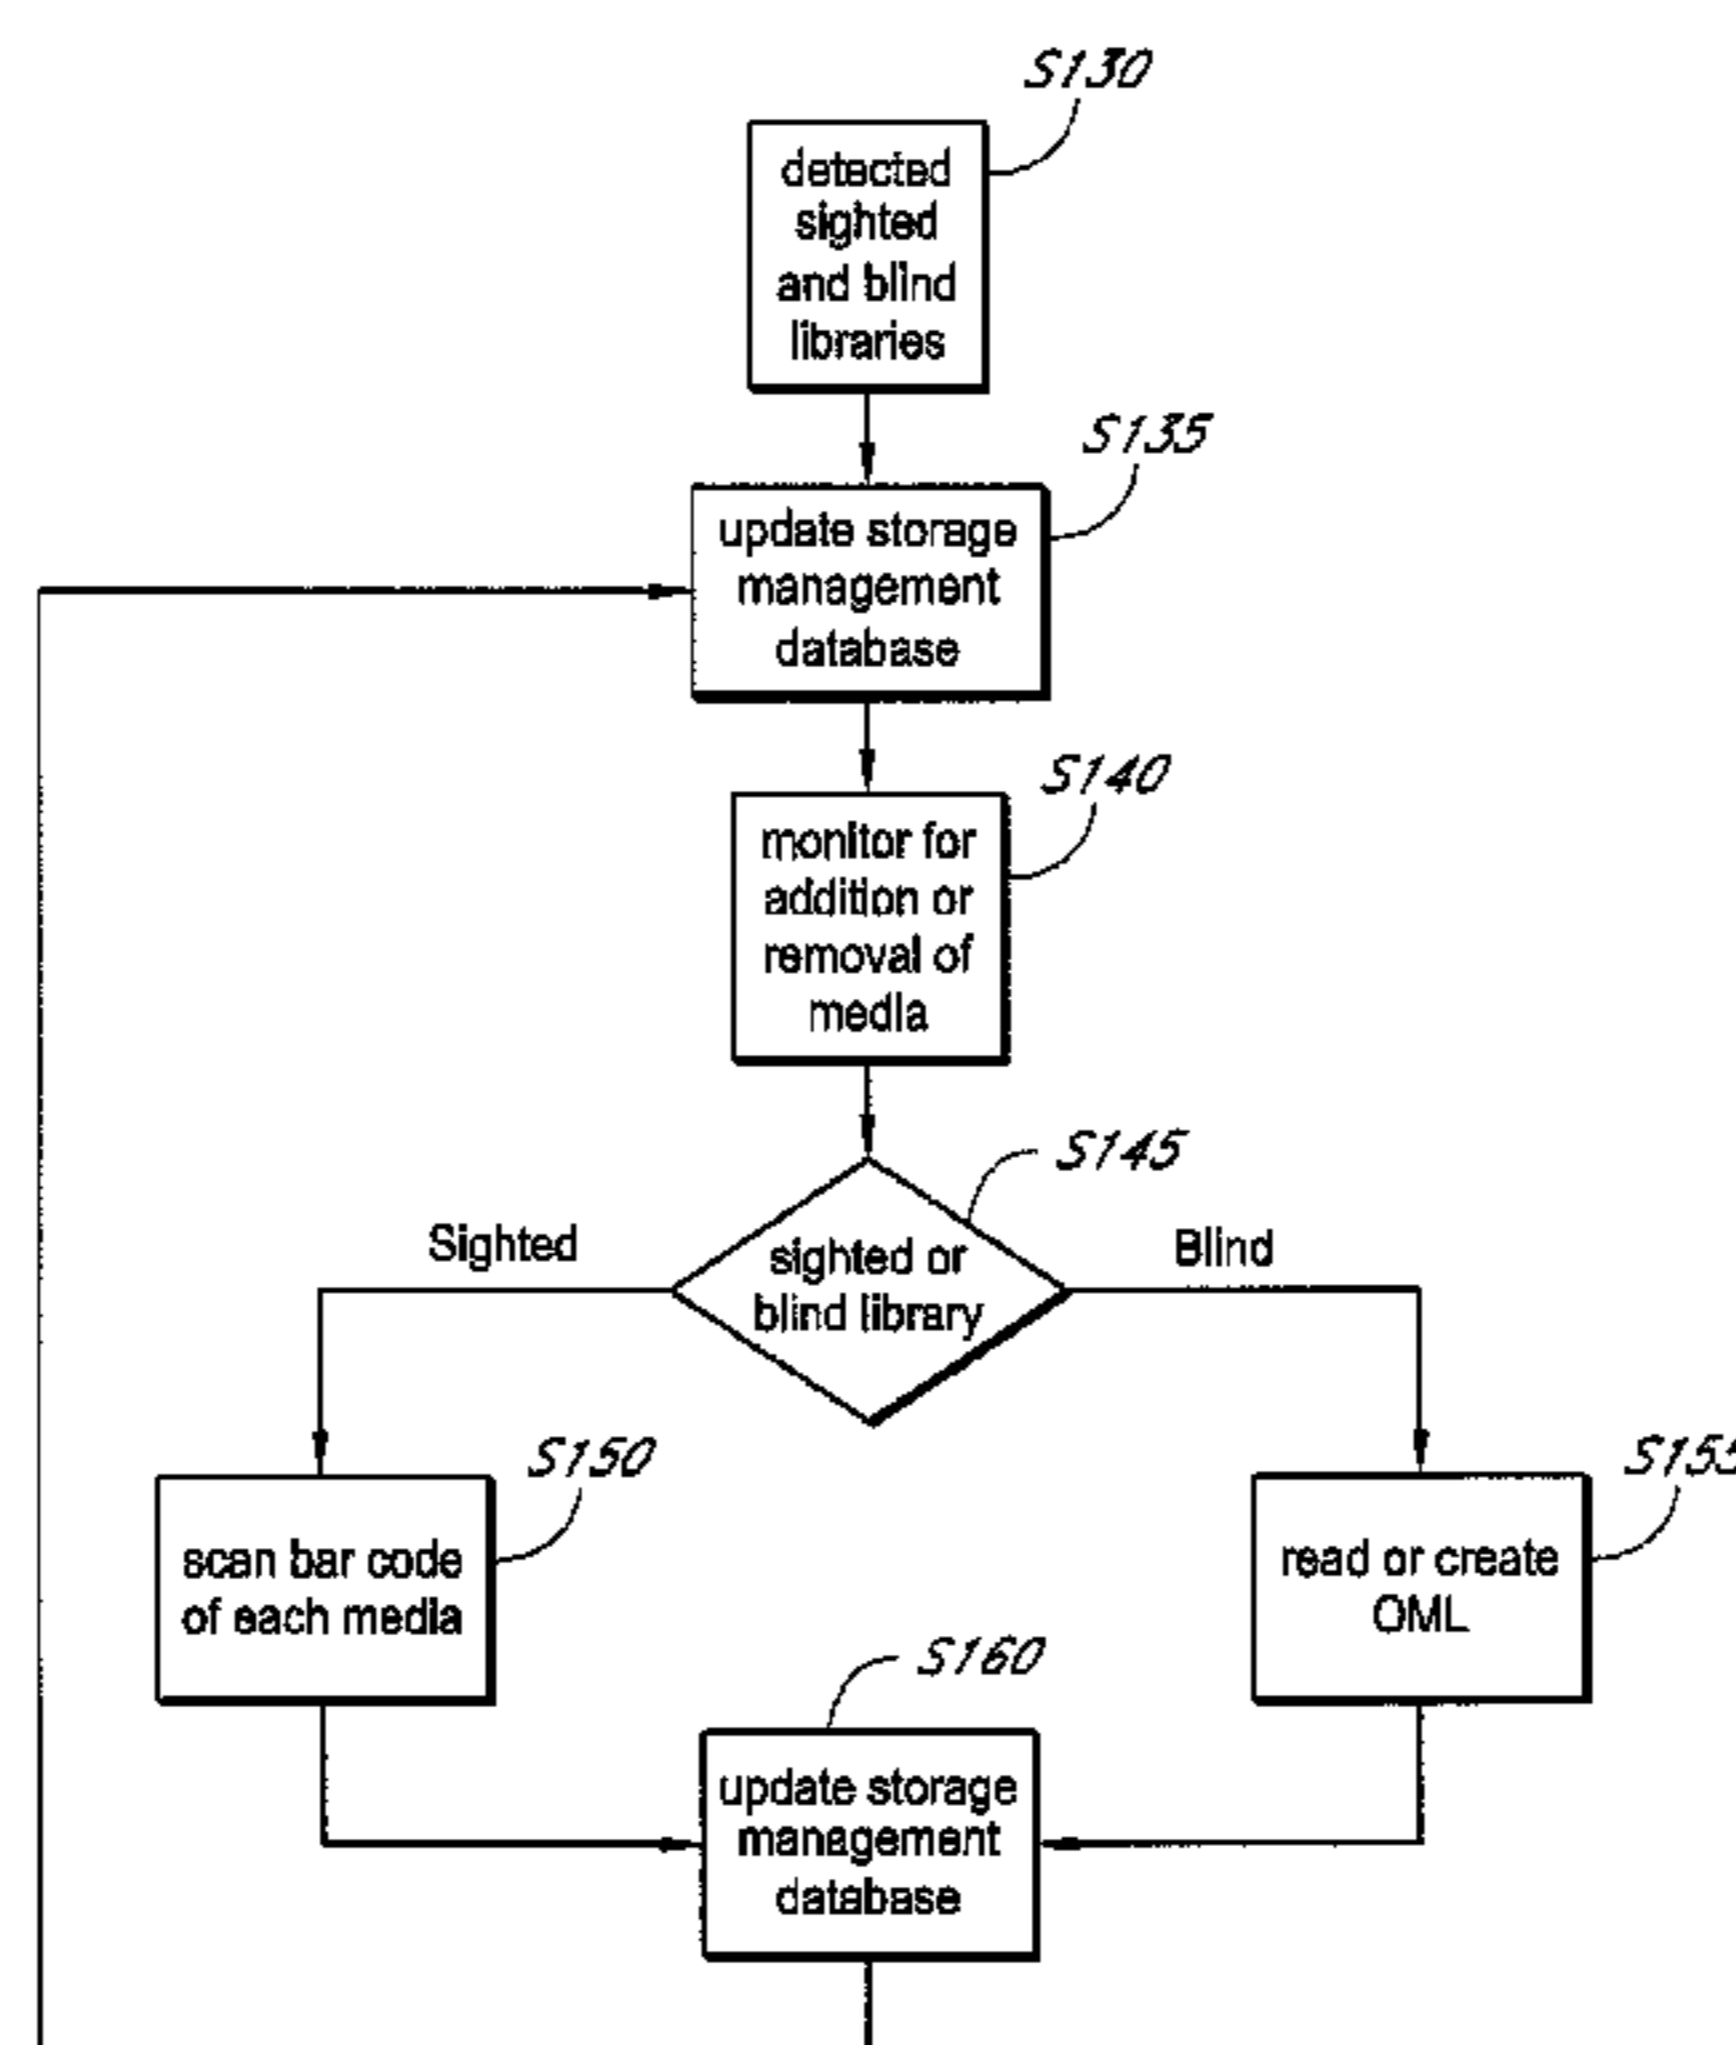 S130
detected
sighted
and blind
libraries
S135
update storage
management
database
S140
monitor for
addition or
removal of
media
S145
sighted or
blind library
Sighted
Blind
S150
scan bar code
of each media
S155
read or create
OML
S160
update storage
management
database